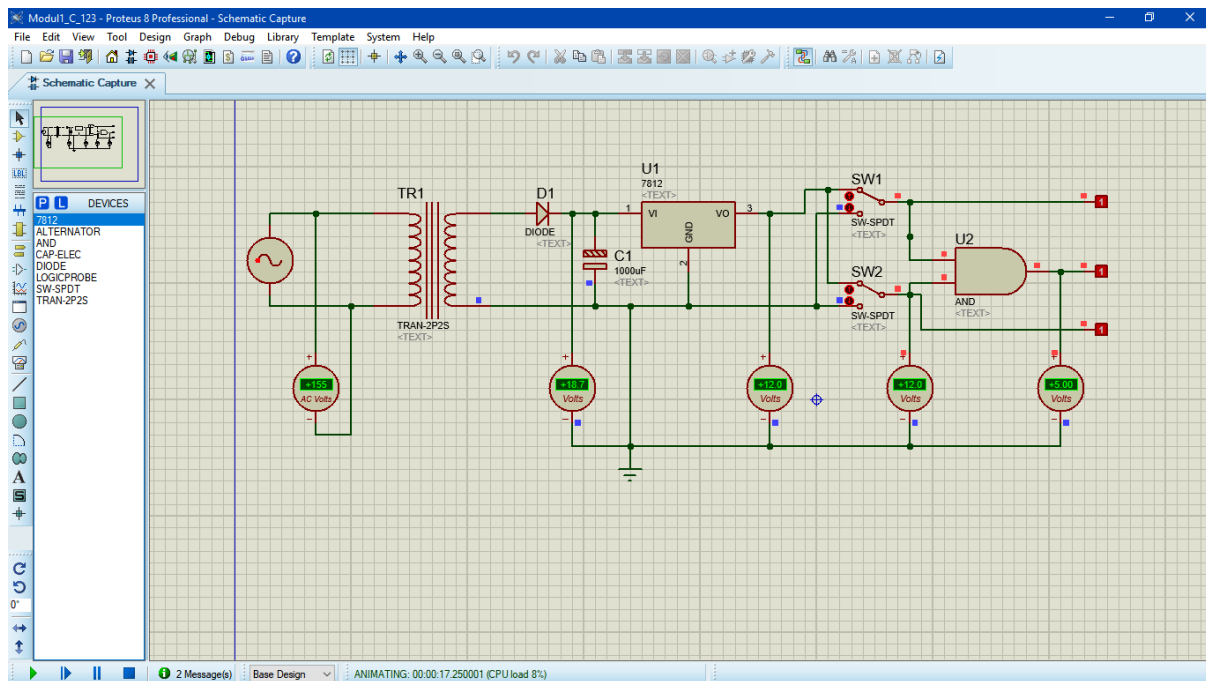 Modul1_C_123 - Proteus 8 Professional - Schematic Capture
File Edit View Tool Design Graph Debug Library Template System Help
Schematic Capture
LBL
P L DEVICES
7812
ALTERNATOR
AND
CAP-ELEC
DIODE
LOGICPROBE
SW-SPDT
TRAN-2P2S
A
S
0°
TR1
TRAN-2P2S
<TEXT>
D1
DIODE
<TEXT>
C1
1000uF
<TEXT>
U1
7812
<TEXT>
1 VI VO 3
GND
2
SW1
SW-SPDT
<TEXT>
SW2
SW-SPDT
<TEXT>
U2
AND
<TEXT>
1
1
1
+
+155
AC Volts
-
+
+18.7
Volts
-
+
+12.0
Volts
-
+
+12.0
Volts
-
+
+5.00
Volts
-
2 Message(s) Base Design ANIMATING: 00:00:17.250001 (CPU load 8%)